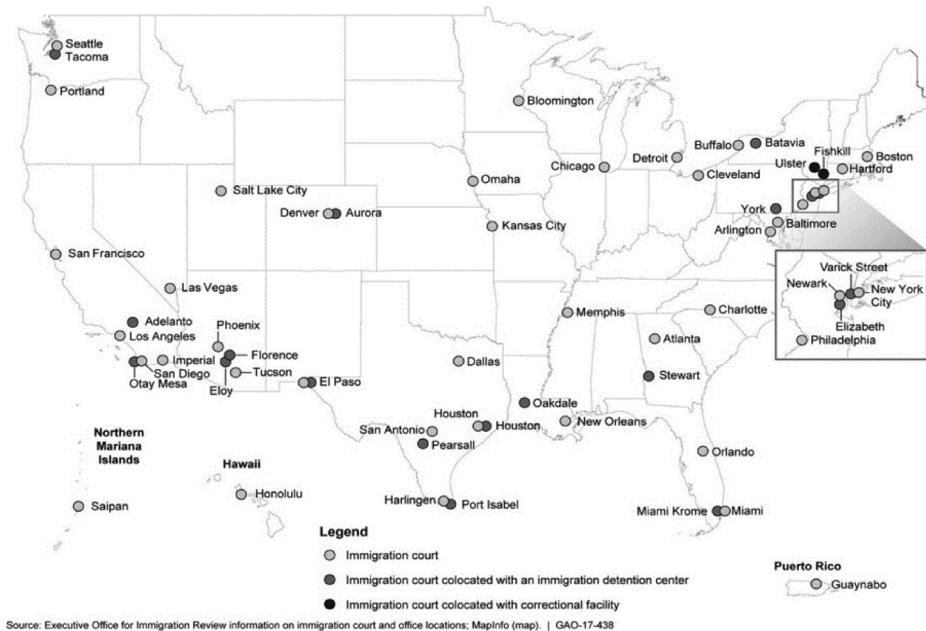 Seattle
Tacoma
Portland
Bloomington
Buffalo
Batavia
Fishkill
Ulster
Boston
Hartford
Detroit
Chicago
Cleveland
Omaha
Salt Lake City
Denver
Aurora
Kansas City
York
Baltimore
Arlington
San Francisco
Las Vegas
Varick Street
Newark
New York
City
Elizabeth
Philadelphia
Memphis
Charlotte
Adelanto
Los Angeles
Phoenix
Florence
Imperial
San Diego
Otay Mesa
Tucson
Eloy
El Paso
Dallas
Atlanta
Stewart
Oakdale
Houston
Houston
New Orleans
San Antonio
Pearsall
Orlando
Northern
Mariana
Islands
Hawaii
Saipan
Honolulu
Harlingen
Port Isabel
Miami Krome
Miami
Legend
Immigration court
Immigration court colocated with an immigration detention center
Immigration court colocated with correctional facility
Puerto Rico
Guaynabo
Source: Executive Office for Immigration Review information on immigration court and office locations; MapInfo (map). | GAO-17-438